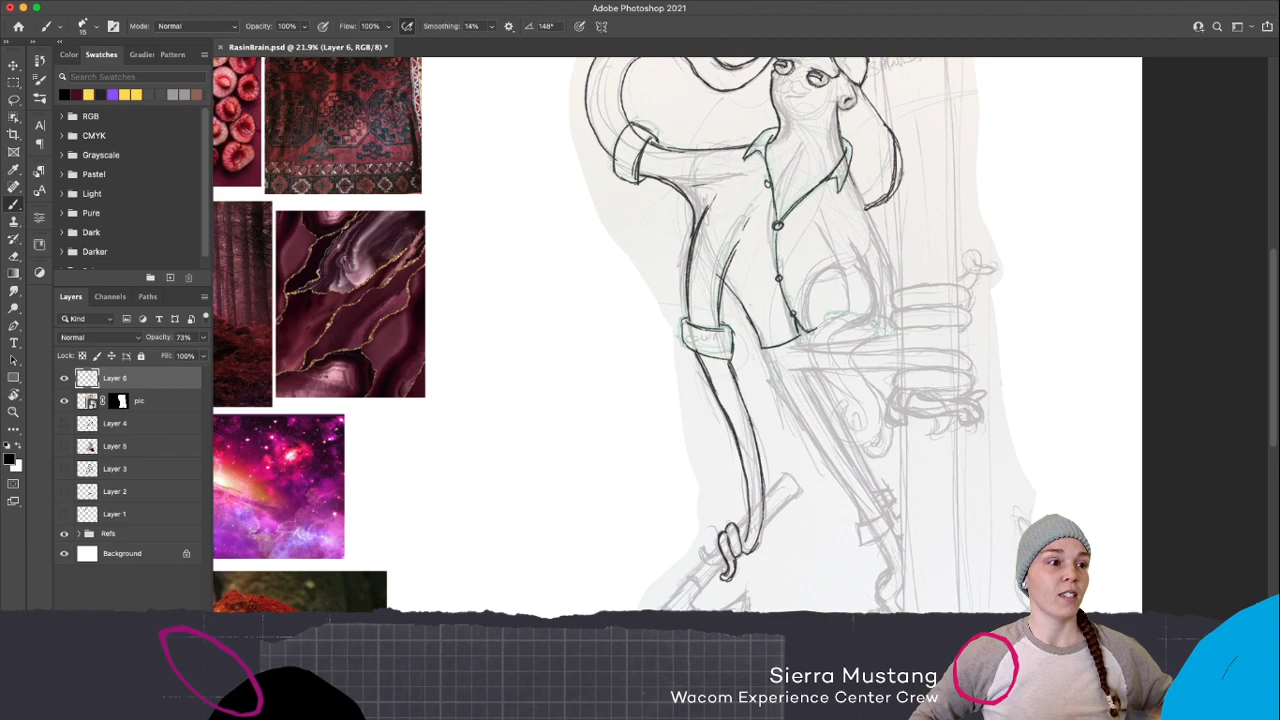 Adobe Photoshop 2021
15
Mode: Normal
Opacity: 100%
Flow: 100%
Smoothing: 14%
148°
Color
Swatches
Gradier
Pattern
× RasinBrain.psd @ 21.9% (Layer 6, RGB/8) *
Search Swatches
RGB
CMYK
Grayscale
Pastel
Light
Pure
Dark
Darker
Layers
Channels
Paths
Kind
Normal
Opacity: 73%
Lock:
Fill: 100%
Layer 6
pic
Layer 4
Layer 5
Layer 3
Layer 2
Layer 1
Refs
Background
Sierra Mustang
Wacom Experience Center Crew